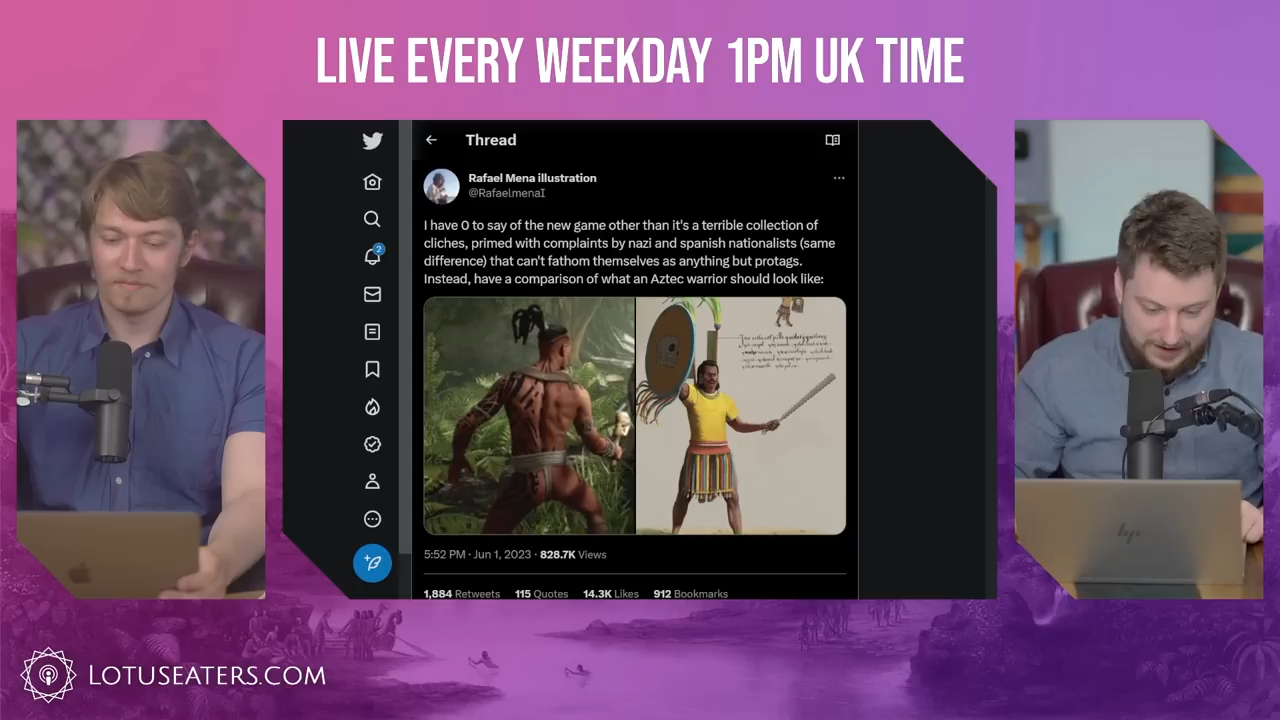 LIVE EVERY WEEKDAY 1PM UK TIME
Thread
Rafael Mena illustration
@RafaelmenaI
I have 0 to say of the new game other than it's a terrible collection of
cliches, primed with complaints by nazi and spanish nationalists (same
difference) that can't fathom themselves as anything but protags.
Instead, have a comparison of what an Aztec warrior should look like:
5:52 PM · Jun 1, 2023 · 828.7K Views
1,884 Retweets 115 Quotes 14.3K Likes 912 Bookmarks
2
hp
LOTUSEATERS.COM